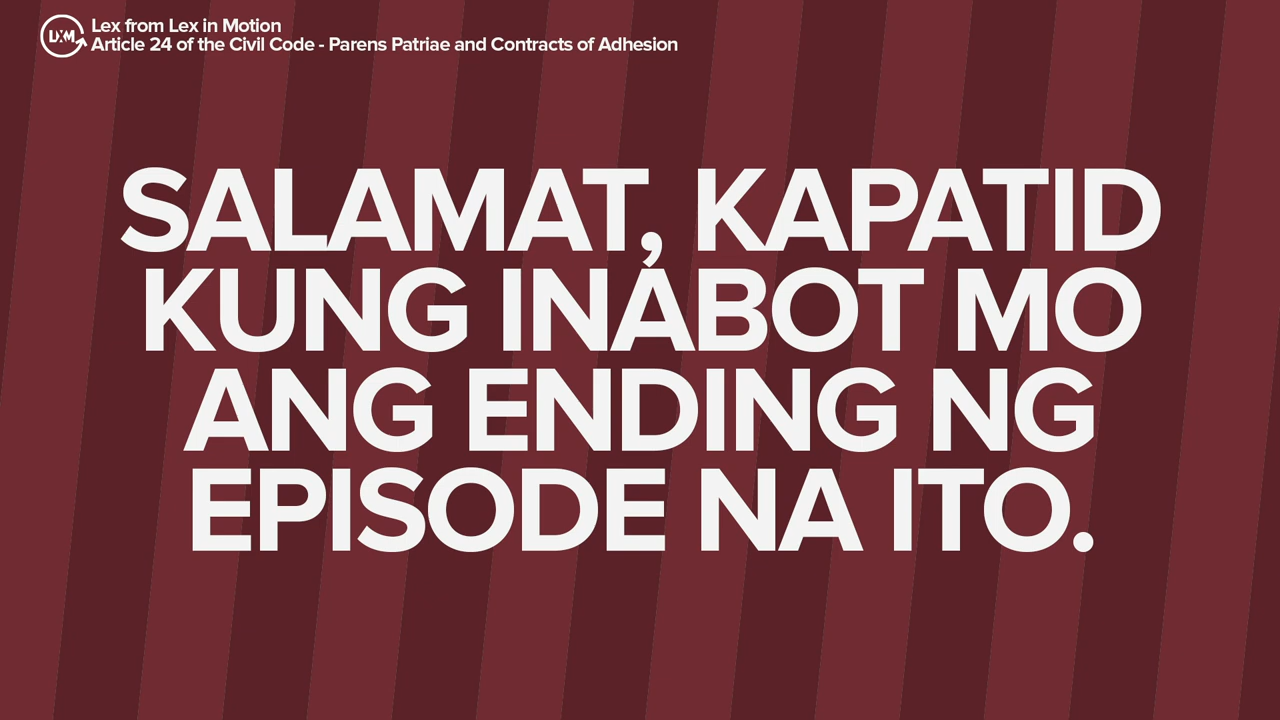 LXM
Lex from Lex in Motion
Article 24 of the Civil Code - Parens Patriae and Contracts of Adhesion
SALAMAT, KAPATID
KUNG INABOT MO
ANG ENDING NG
EPISODE NA ITO.